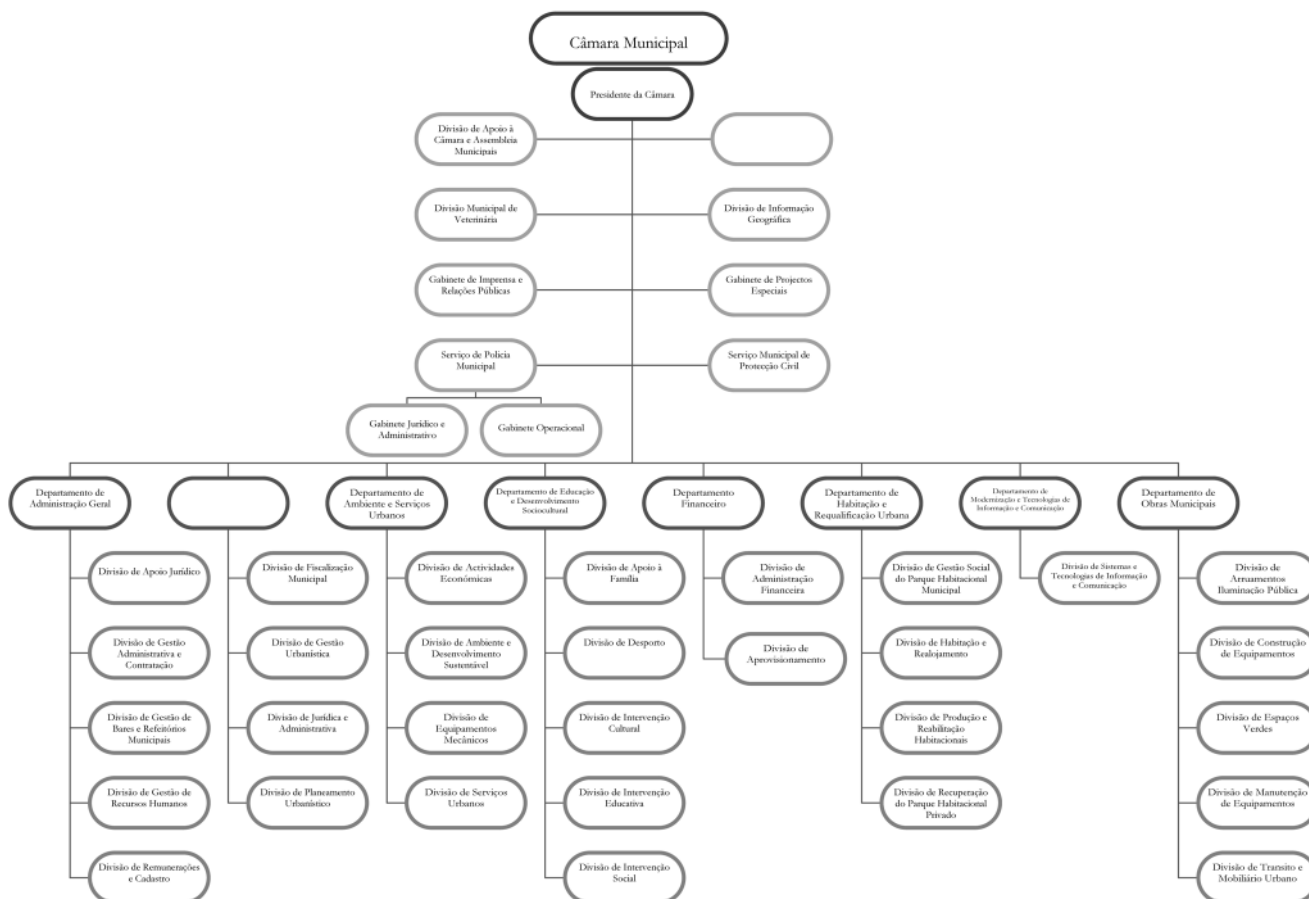 Câmara Municipal
Presidente da Câmara
Divisão de Apoio à
Câmara e Assembleia
Municipais
Divisão Municipal de
Veterinária
Divisão de Informação
Geográfica
Gabinete de Imprensa e
Relações Públicas
Gabinete de Projectos
Especiais
Serviço de Polícia
Municipal
Serviço Municipal de
Protecção Civil
Gabinete Jurídico e
Administrativo
Gabinete Operacional
Departamento de
Administração Geral
Departamento de
Ambiente e Serviços
Urbanos
Departamento de Educação
e Desenvolvimento
Sociocultural
Departamento
Financeiro
Departamento de
Habitação e
Requalificação Urbana
Departamento de
Modernização e Tecnologias de
Informação e Comunicação
Departamento de
Obras Municipais
Divisão de Apoio Jurídico
Divisão de Gestão
Administrativa e
Contratação
Divisão de Gestão de
Bares e Refeitórios
Municipais
Divisão de Gestão de
Recursos Humanos
Divisão de Remunerações
e Cadastro
Divisão de Fiscalização
Municipal
Divisão de Gestão
Urbanística
Divisão de Jurídica e
Administrativa
Divisão de Planeamento
Urbanístico
Divisão de Actividades
Económicas
Divisão de Ambiente e
Desenvolvimento
Sustentável
Divisão de
Equipamentos
Mecânicos
Divisão de Serviços
Urbanos
Divisão de Apoio à
Família
Divisão de Desporto
Divisão de Intervenção
Cultural
Divisão de Intervenção
Educativa
Divisão de Intervenção
Social
Divisão de
Administração
Financeira
Divisão de
Aprovisionamento
Divisão de Gestão Social
do Parque Habitacional
Municipal
Divisão de Habitação e
Realojamento
Divisão de Produção e
Reabilitação
Habitacionais
Divisão de Recuperação
do Parque Habitacional
Privado
Divisão de Sistemas e
Tecnologias de Informação
e Comunicação
Divisão de
Arruamentos
Iluminação Pública
Divisão de Construção
de Equipamentos
Divisão de Espaços
Verdes
Divisão de Manutenção
de Equipamentos
Divisão de Transito e
Mobiliário Urbano